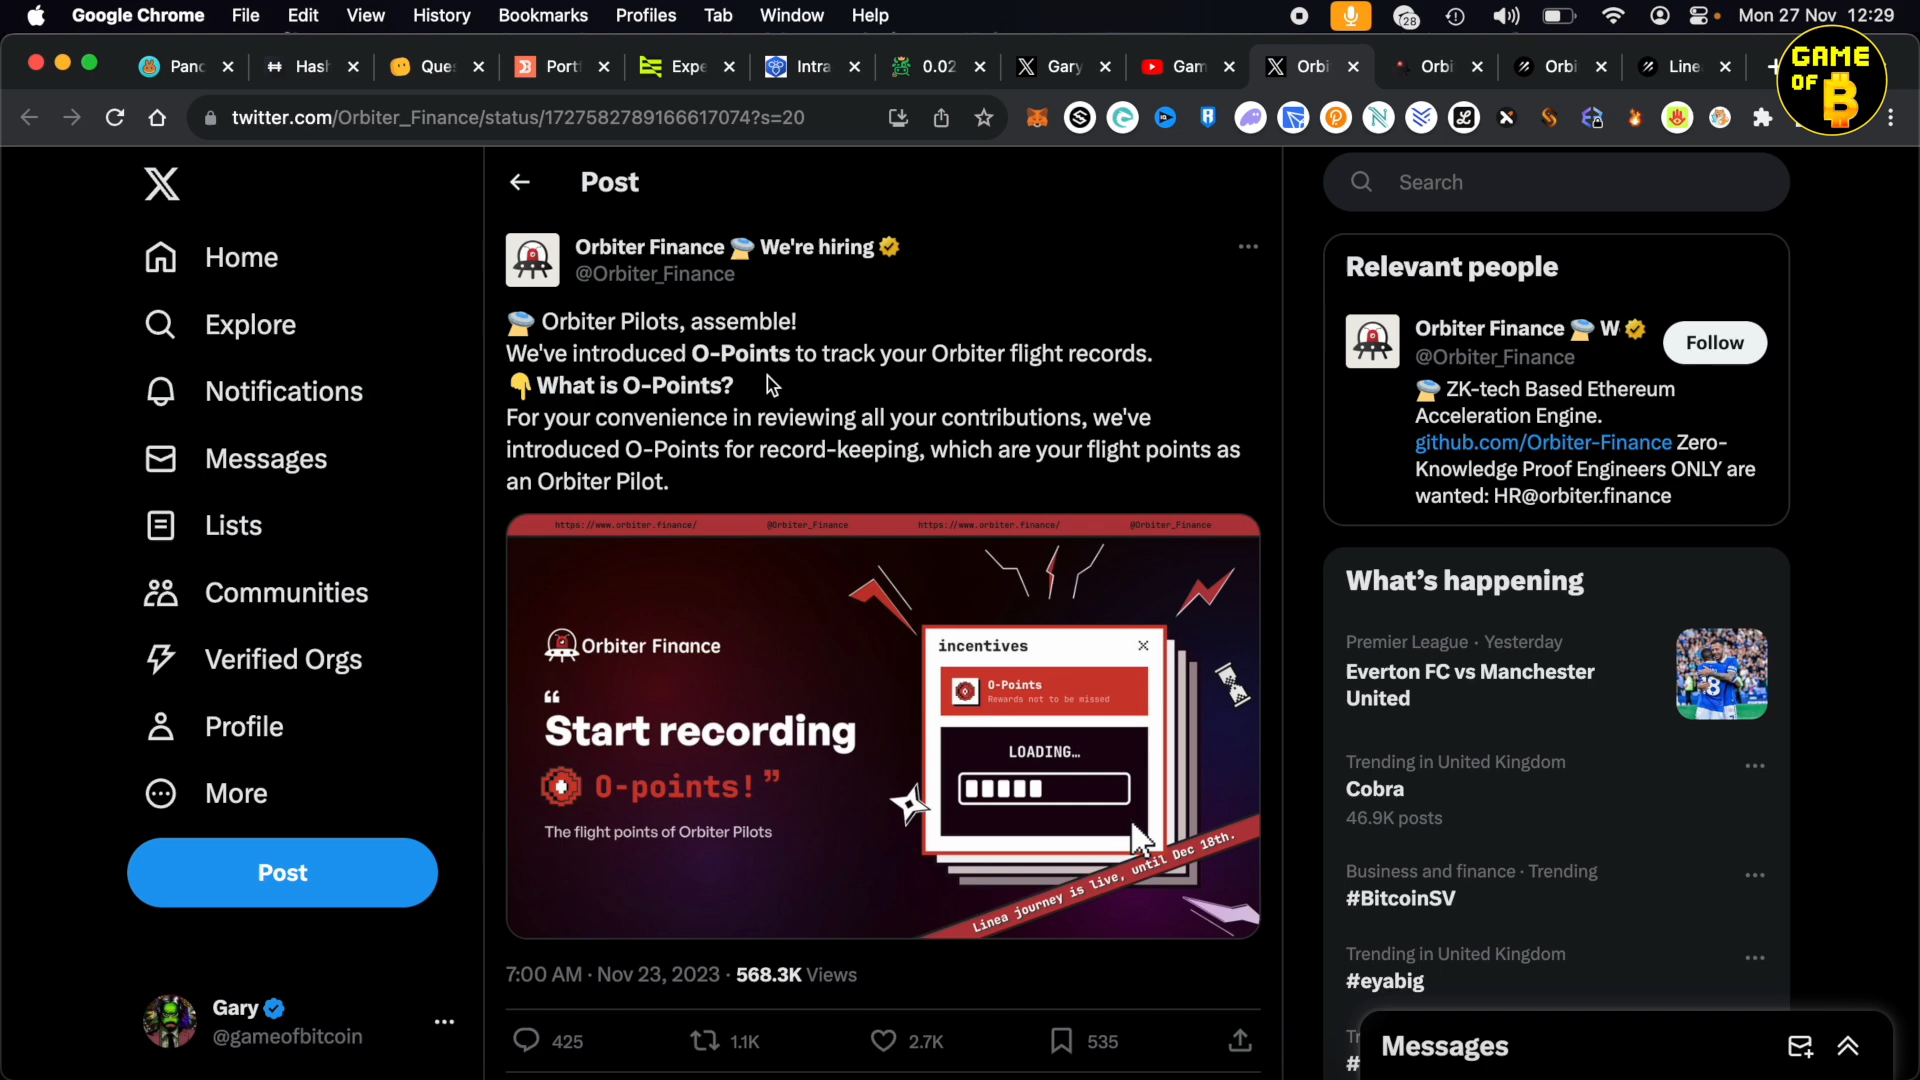 Google Chrome File Edit View History Bookmarks Profiles Tab Window Help 28 Mon 27 Nov 12:29
Panc Hash Ques Port Expe Intra 0.02 Gary Gam Orbi Orbi Orbi Line
GAME
OF
B
twitter.com/Orbiter_Finance/status/1727582789166617074?s=20
X
Home
Explore
Notifications
Messages
Lists
Communities
Verified Orgs
Profile
More
Post
Gary
@gameofbitcoin
Post
Orbiter Finance 🛸 We're hiring
@Orbiter_Finance
🛸 Orbiter Pilots, assemble!
We've introduced O-Points to track your Orbiter flight records.
👇What is O-Points?
For your convenience in reviewing all your contributions, we've
introduced O-Points for record-keeping, which are your flight points as
an Orbiter Pilot.
https://www.orbiter.finance/ @Orbiter_Finance https://www.orbiter.finance/ @Orbiter_Finance
Orbiter Finance
“
Start recording
O-points! ”
The flight points of Orbiter Pilots
incentives
O-Points
Rewards not to be missed
LOADING…
Linea journey is live, until Dec 18th.
7:00 AM · Nov 23, 2023 · 568.3K Views
425 1.1K 2.7K 535
Search
Relevant people
Orbiter Finance 🛸 W
@Orbiter_Finance
Follow
🛸 ZK-tech Based Ethereum
Acceleration Engine.
github.com/Orbiter-Finance Zero-
Knowledge Proof Engineers ONLY are
wanted: HR@orbiter.finance
What's happening
Premier League · Yesterday
Everton FC vs Manchester
United
Trending in United Kingdom
Cobra
46.9K posts
Business and finance · Trending
#BitcoinSV
Trending in United Kingdom
#eyabig
Tr
#
Messages